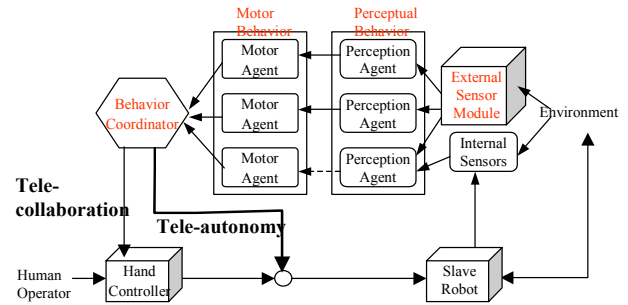 Motor
Behavior
Perceptual Behavior
Motor
Agent
Perception
Agent
External
Sensor
Module
Behavior
Coordinator
Motor
Agent
Perception
Agent
Environment
Motor
Agent
Perception
Agent
Internal
Sensors
Tele-
collaboration
Tele-autonomy
Human
Operator
Hand
Controller
Slave
Robot